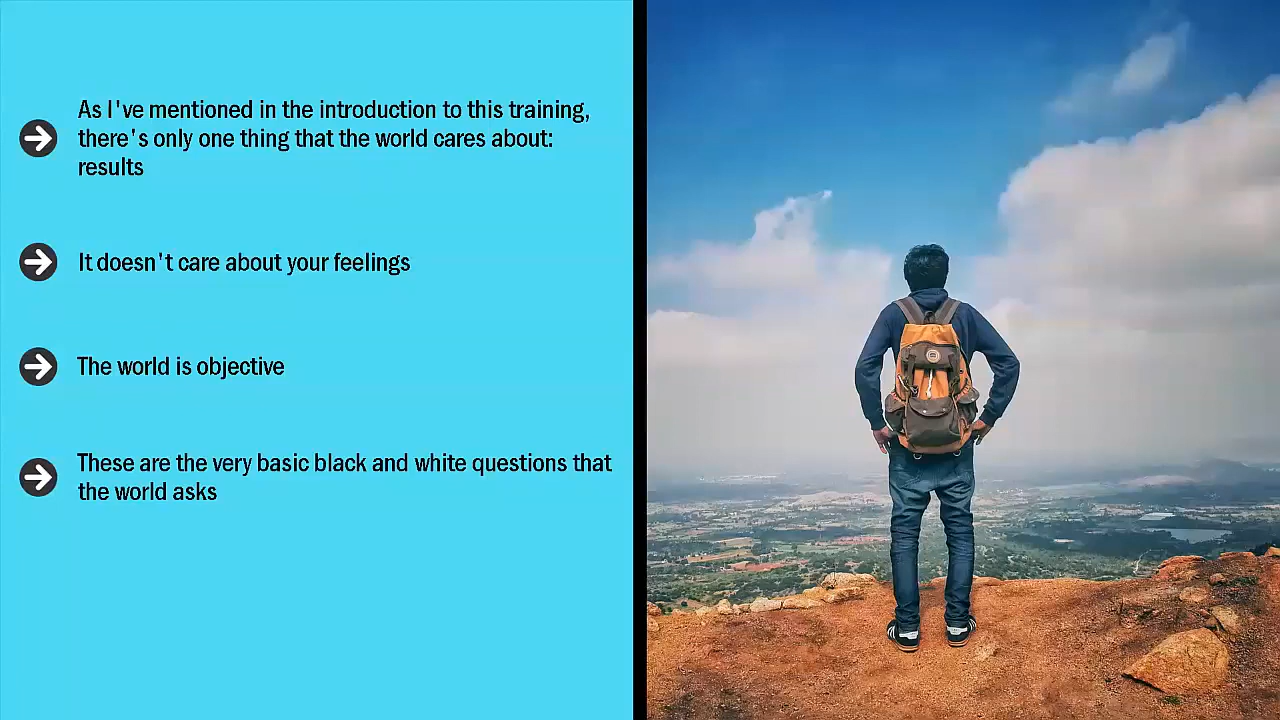 As I've mentioned in the introduction to this training,
there's only one thing that the world cares about:
results
It doesn't care about your feelings
The world is objective
These are the very basic black and white questions that
the world asks